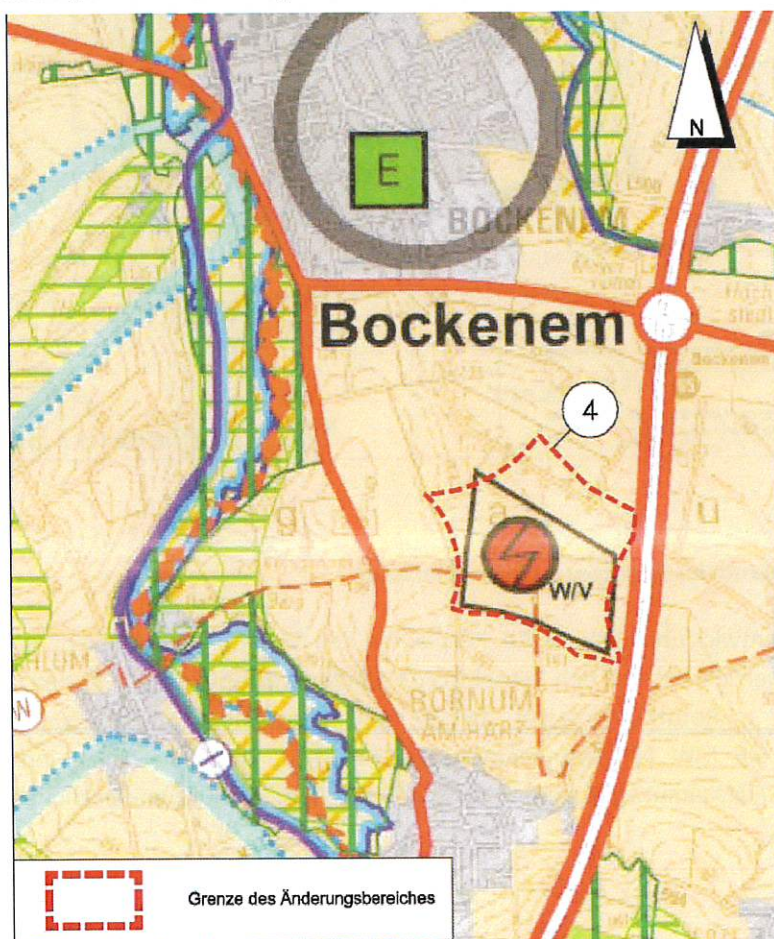 N
E
BOCKENEM
Bockenem
4
g
a
u
W/V
BORNUM
AM HARZ
N
Grenze des Änderungsbereiches